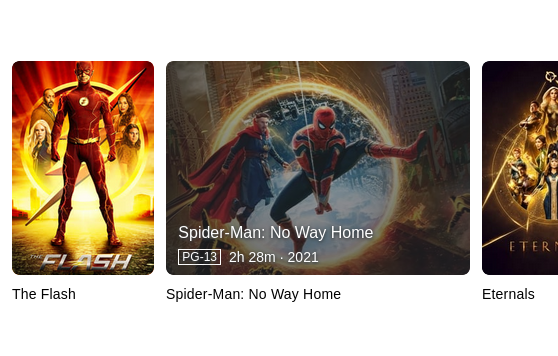 THE FLASH
Spider-Man: No Way Home
PG-13 2h 28m · 2021
ETERN
The Flash
Spider-Man: No Way Home
Eternals